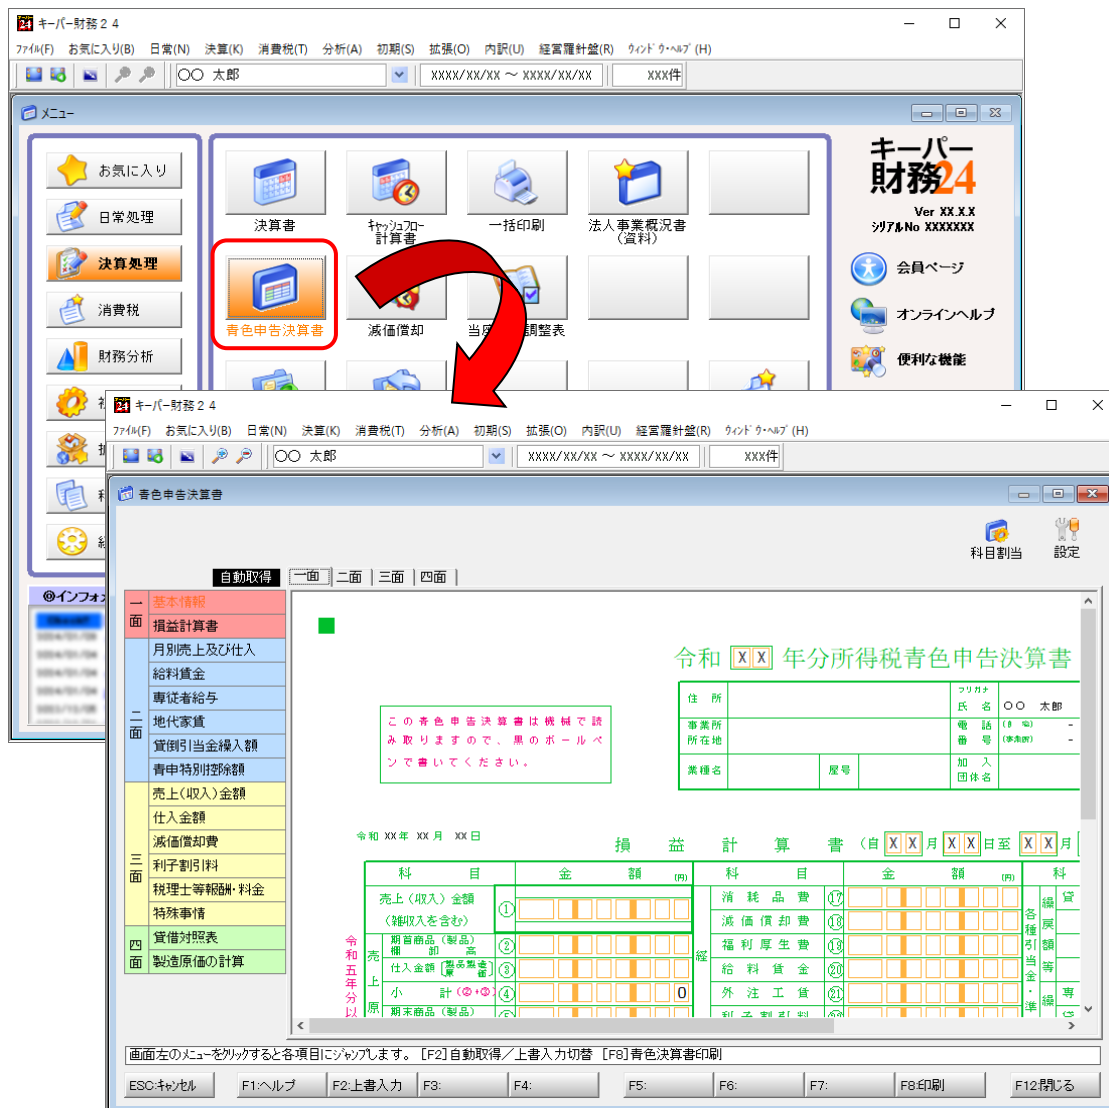 キーパー財務２４
ファイル(F) お気に入り(B) 日常(N) 決算(K) 消費税(T) 分析(A) 初期(S) 拡張(O) 内訳(U) 経営羅針盤(R) ウィンドウ・ヘルプ(H)
〇〇 太郎 XXXX/XX/XX ～ XXXX/XX/XX XXX件
メニュー
お気に入り
日常処理
決算処理
消費税
財務分析
決算書
キャッシュフロー
計算書
一括印刷
法人事業概況書
(資料)
青色申告決算書
減価償却
調整表
キーパー
財務24
Ver XX.X.X
シリアルNo XXXXXXX
会員ページ
オンラインヘルプ
便利な機能
キーパー財務２４
ファイル(F) お気に入り(B) 日常(N) 決算(K) 消費税(T) 分析(A) 初期(S) 拡張(O) 内訳(U) 経営羅針盤(R) ウィンドウ・ヘルプ(H)
〇〇 太郎 XXXX/XX/XX ～ XXXX/XX/XX XXX件
青色申告決算書
科目割当 設定
自動取得 一面 二面 三面 四面
一面
基本情報
損益計算書
二面
月別売上及び仕入
給料賃金
専従者給与
地代家賃
貸倒引当金繰入額
青申特別控除額
三面
売上(収入)金額
仕入金額
減価償却費
利子割引料
税理士等報酬・料金
特殊事情
四面
貸借対照表
製造原価の計算
令和 XX 年分所得税青色申告決算書
この青色申告決算書は機械で読
み取りますので、黒のボールペ
ンで書いてください。
住所
事業所
所在地
業種名 屋号
フリガナ
氏名 〇〇 太郎
電話 (自宅) -
番号 (事業所) -
加入
団体名
令和 XX 年 XX 月 XX 日
損益計算書 (自 XX 月 XX 日 至 XX 月
科目 金額 (円) 科目 金額 (円) 科
売上(収入)金額
(雑収入を含む) ①
期首商品(製品)
棚卸高 ②
仕入金額 [製品製造原価] ③
小計(②+③) ④ 0
期末商品(製品) ⑤
売上原
令和五年分以
経
消耗品費 ⑰
減価償却費 ⑱
福利厚生費 ⑲
給料賃金 ⑳
外注工賃 ㉑
利子割引料
各種引当金・準
繰戻額等
繰
貸
専
画面左のメニューをクリックすると各項目にジャンプします。 [F2]自動取得／上書入力切替 [F8]青色決算書印刷
ESC:キャンセル F1:ヘルプ F2:上書入力 F3: F4: F5: F6: F7: F8:印刷 F12:閉じる